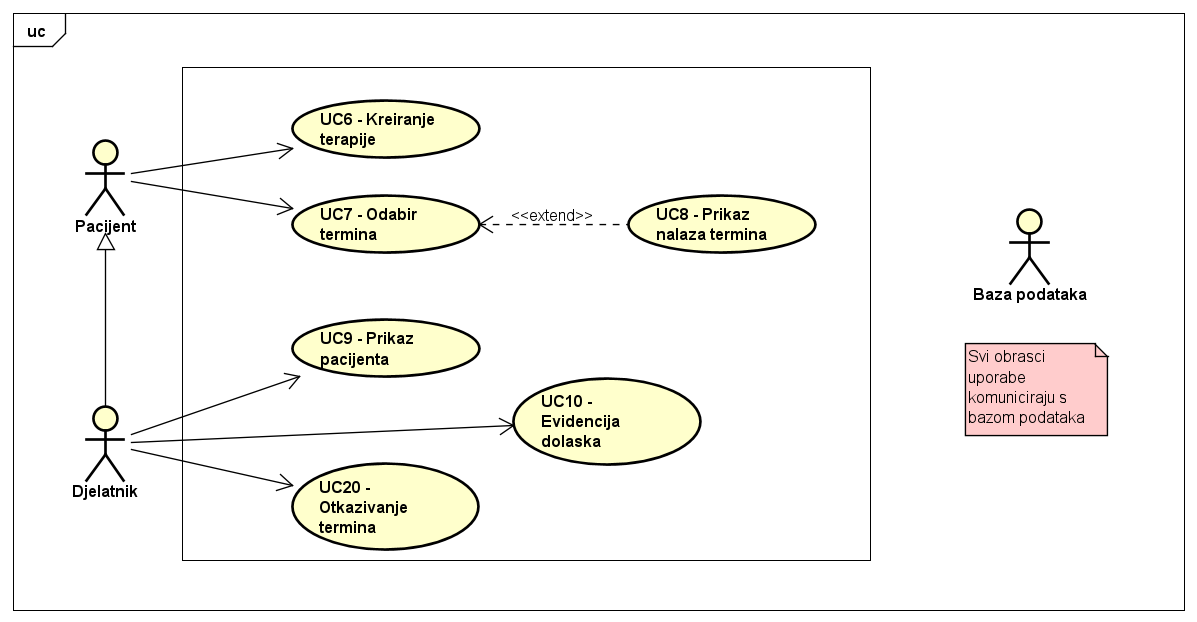 uc
UC6 - Kreiranje
terapije
Pacijent
UC7 - Odabir
termina
<<extend>>
UC8 - Prikaz
nalaza termina
Baza podataka
UC9 - Prikaz
pacijenta
Svi obrasci
uporabe
komuniciraju s
bazom podataka
UC10 -
Evidencija
dolaska
Djelatnik
UC20 -
Otkazivanje
termina